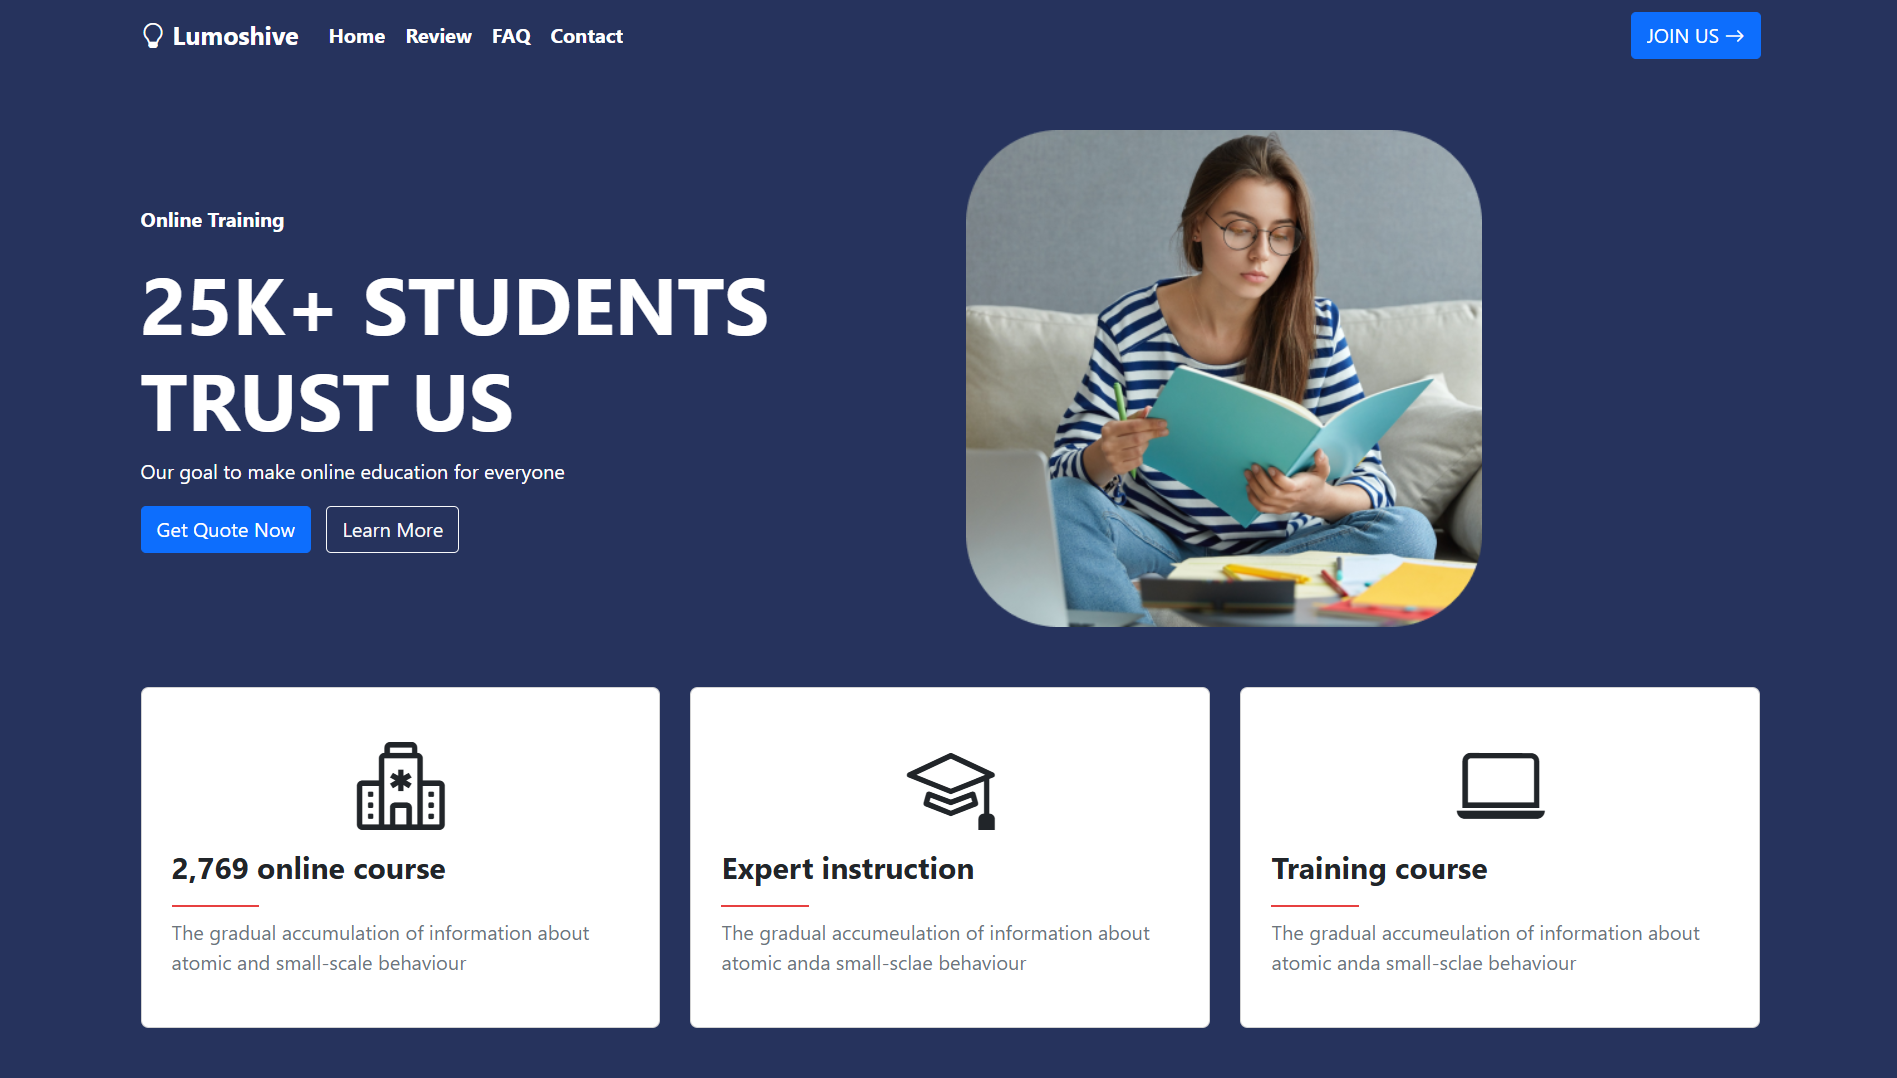 Lumoshive
Home
Review
FAQ
Contact
JOIN US
Online Training
25K+ STUDENTS
TRUST US
Our goal to make online education for everyone
Get Quote Now
Learn More
2,769 online course
The gradual accumulation of information about
atomic and small-scale behaviour
Expert instruction
The gradual accumeulation of information about
atomic anda small-sclae behaviour
Training course
The gradual accumeulation of information about
atomic anda small-sclae behaviour